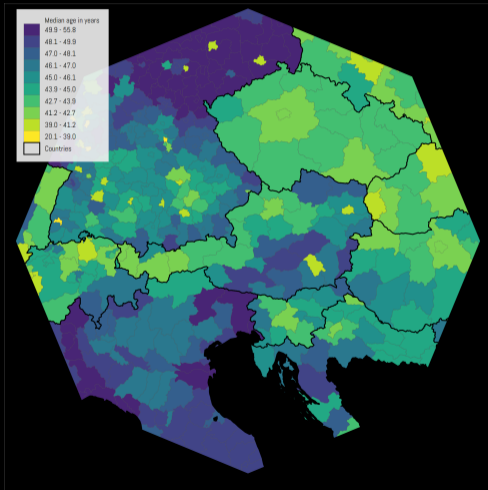 Median age in years
49.9 - 55.8
48.1 - 49.9
47.0 - 48.1
46.1 - 47.0
45.0 - 46.1
43.9 - 45.0
42.7 - 43.9
41.2 - 42.7
39.0 - 41.2
20.1 - 39.0
Countries